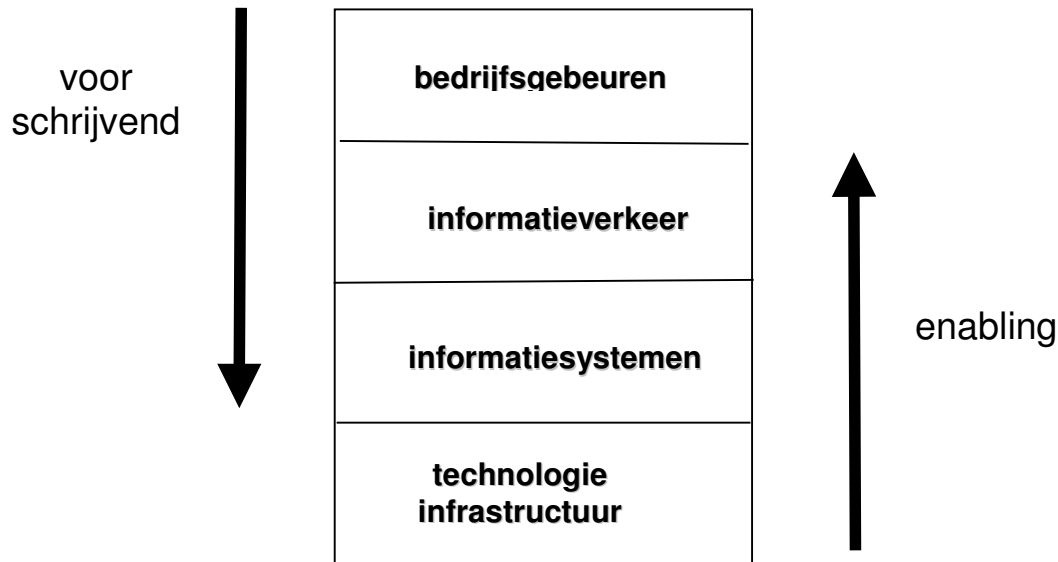 voor
schrijvend
bedrijfsgebeuren
informatieverkeer
enabling
informatiesystemen
technologie
infrastructuur